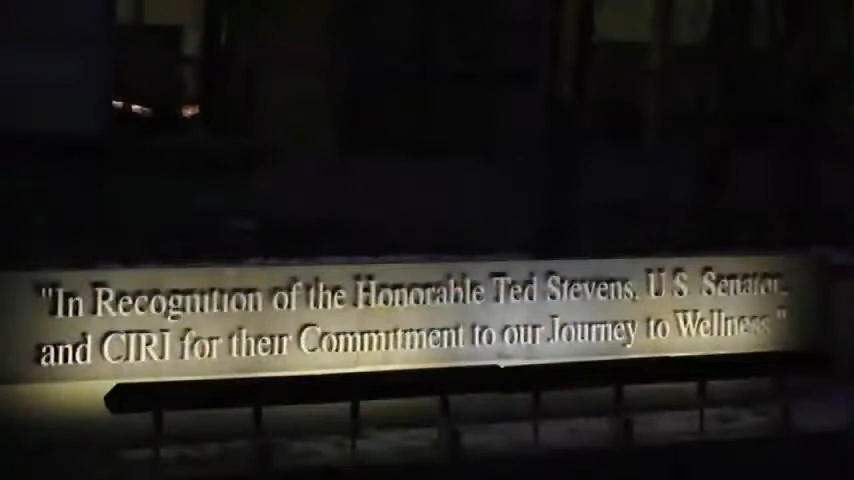 "In Recognition of the Honorable Ted Stevens, U.S. Senator,
and CIRI for their Commitment to our Journey to Wellness"